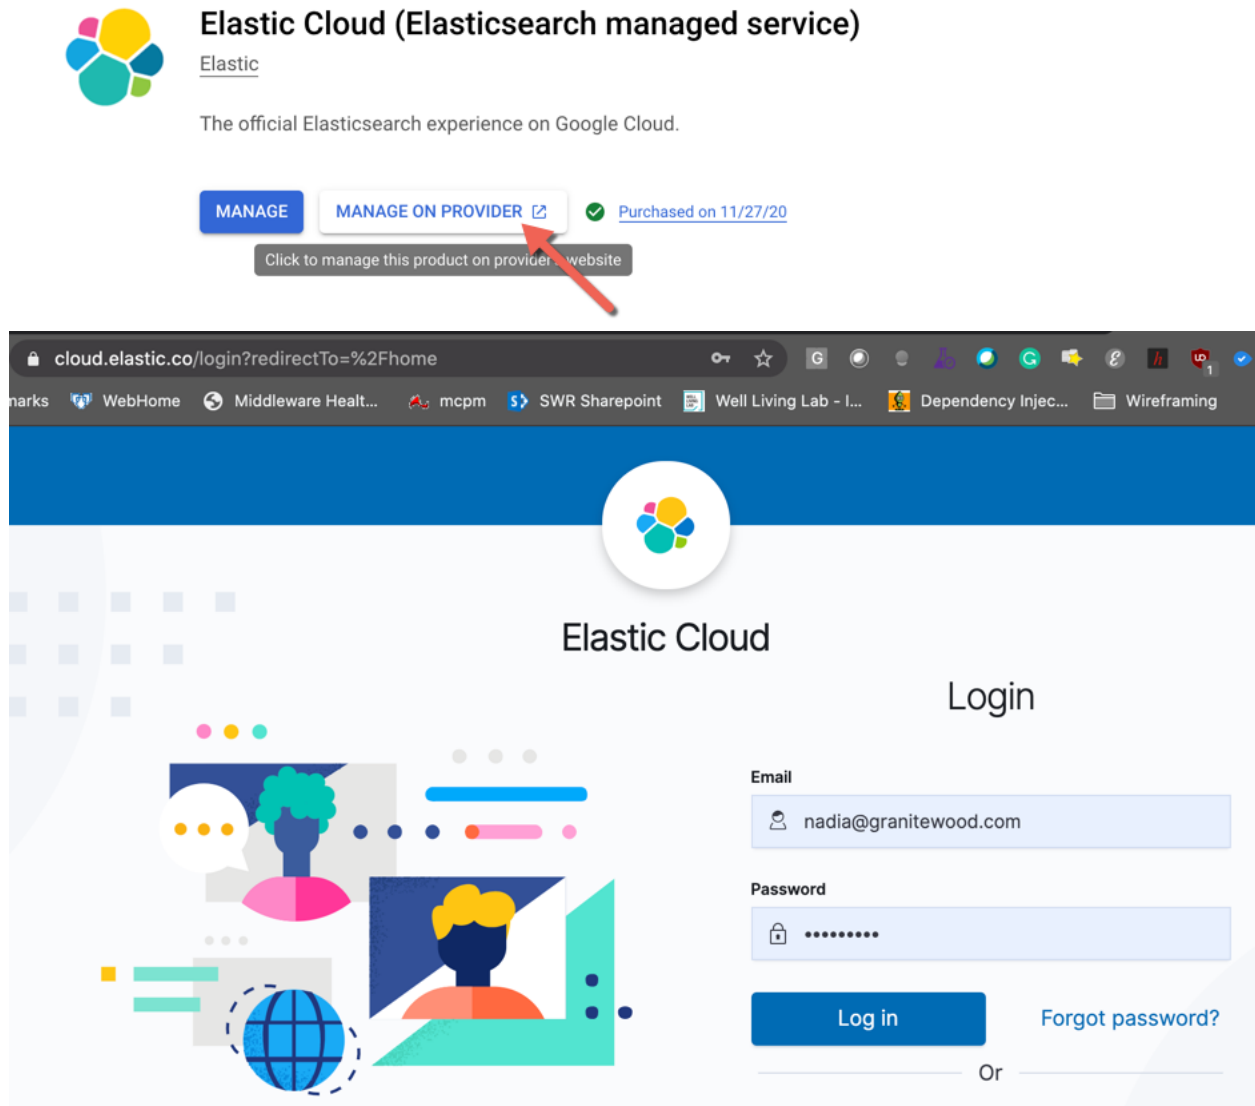 Elastic Cloud (Elasticsearch managed service)
Elastic
The official Elasticsearch experience on Google Cloud.
MANAGE MANAGE ON PROVIDER Purchased on 11/27/20
Click to manage this product on provider website
cloud.elastic.co/login?redirectTo=%2Fhome
G G h UD 1
marks WebHome Middleware Healt... mcpm S SWR Sharepoint Well Living Lab - I... Dependency Injec... Wireframing
Elastic Cloud
Login
Email
nadia@granitewood.com
Password
•••••••••
Log in Forgot password?
Or